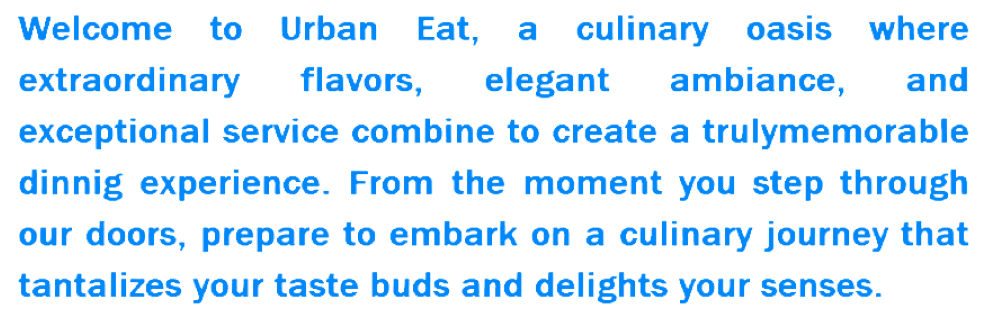 Welcome to Urban Eat, a culinary oasis where
extraordinary flavors, elegant ambiance, and
exceptional service combine to create a trulymemorable
dinnig experience. From the moment you step through
our doors, prepare to embark on a culinary journey that
tantalizes your taste buds and delights your senses.